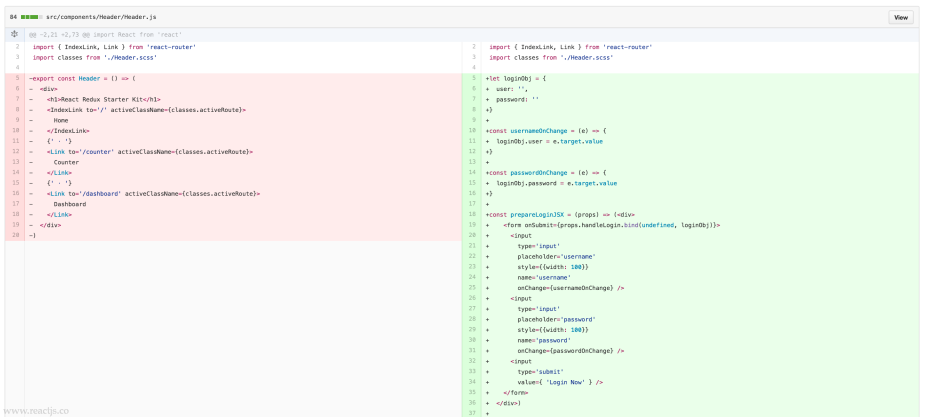 84 src/components/Header/Header.js View
@@ -2,21 +2,73 @@ import React from 'react'
2 import { IndexLink, Link } from 'react-router'
3 import classes from './Header.scss'
4
5 -export const Header = () => (
6 - <div>
7 - <h1>React Redux Starter Kit</h1>
8 - <IndexLink to='/' activeClassName={classes.activeRoute}>
9 - Home
10 - </IndexLink>
11 - {' · '}
12 - <Link to='/counter' activeClassName={classes.activeRoute}>
13 - Counter
14 - </Link>
15 - {' · '}
16 - <Link to='/dashboard' activeClassName={classes.activeRoute}>
17 - Dashboard
18 - </Link>
19 - </div>
20 -)
2 import { IndexLink, Link } from 'react-router'
3 import classes from './Header.scss'
4
5 +let loginObj = {
6 + user: '',
7 + password: ''
8 +}
9 +
10 +const usernameOnChange = (e) => {
11 + loginObj.user = e.target.value
12 +}
13 +
14 +const passwordOnChange = (e) => {
15 + loginObj.password = e.target.value
16 +}
17 +
18 +const prepareLoginJSX = (props) => (<div>
19 + <form onSubmit={props.handleLogin.bind(undefined, loginObj)}>
20 + <input
21 + type='input'
22 + placeholder='username'
23 + style={{width: 100}}
24 + name='username'
25 + onChange={usernameOnChange} />
26 + <input
27 + type='input'
28 + placeholder='password'
29 + style={{width: 100}}
30 + name='password'
31 + onChange={passwordOnChange} />
32 + <input
33 + type='submit'
34 + value={ 'Login Now' } />
35 + </form>
36 + </div>)
37 +
www.reactjs.co